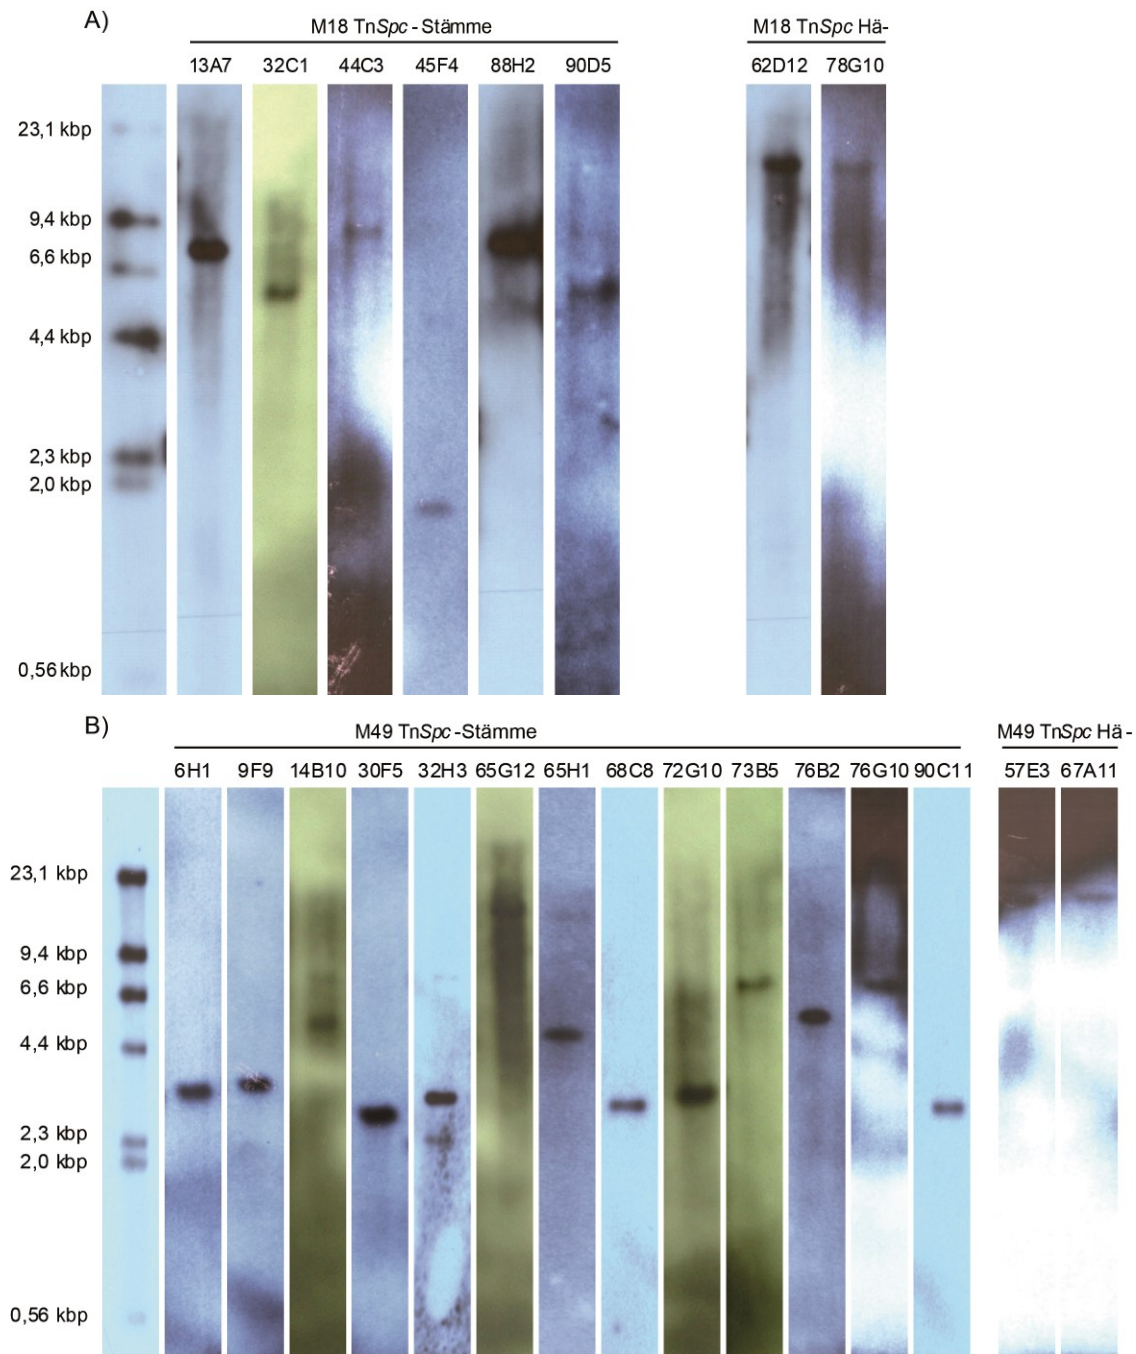 A)
M18 TnSpc - Stämme
M18 TnSpc Hä-
13A7 32C1 44C3 45F4 88H2 90D5 62D12 78G10
23,1 kbp
9,4 kbp
6,6 kbp
4,4 kbp
2,3 kbp
2,0 kbp
0,56 kbp
B)
M49 TnSpc -Stämme
M49 TnSpc Hä -
6H1 9F9 14B10 30F5 32H3 65G12 65H1 68C8 72G10 73B5 76B2 76G10 90C11 57E3 67A11
23,1 kbp
9,4 kbp
6,6 kbp
4,4 kbp
2,3 kbp
2,0 kbp
0,56 kbp